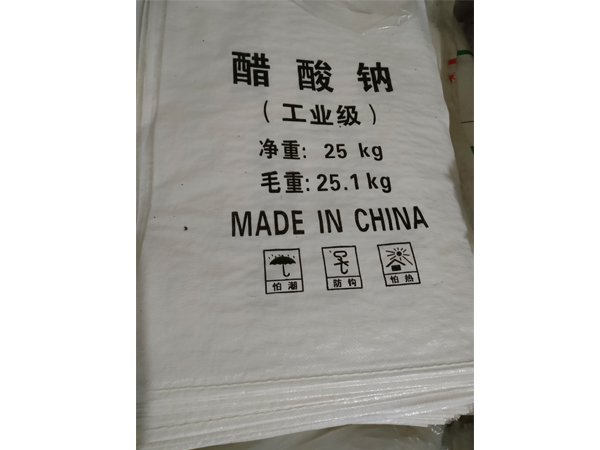 醋酸钠
（工业级）
净重: 25 kg
毛重: 25.1 kg
MADE IN CHINA
怕潮 防钩 怕热